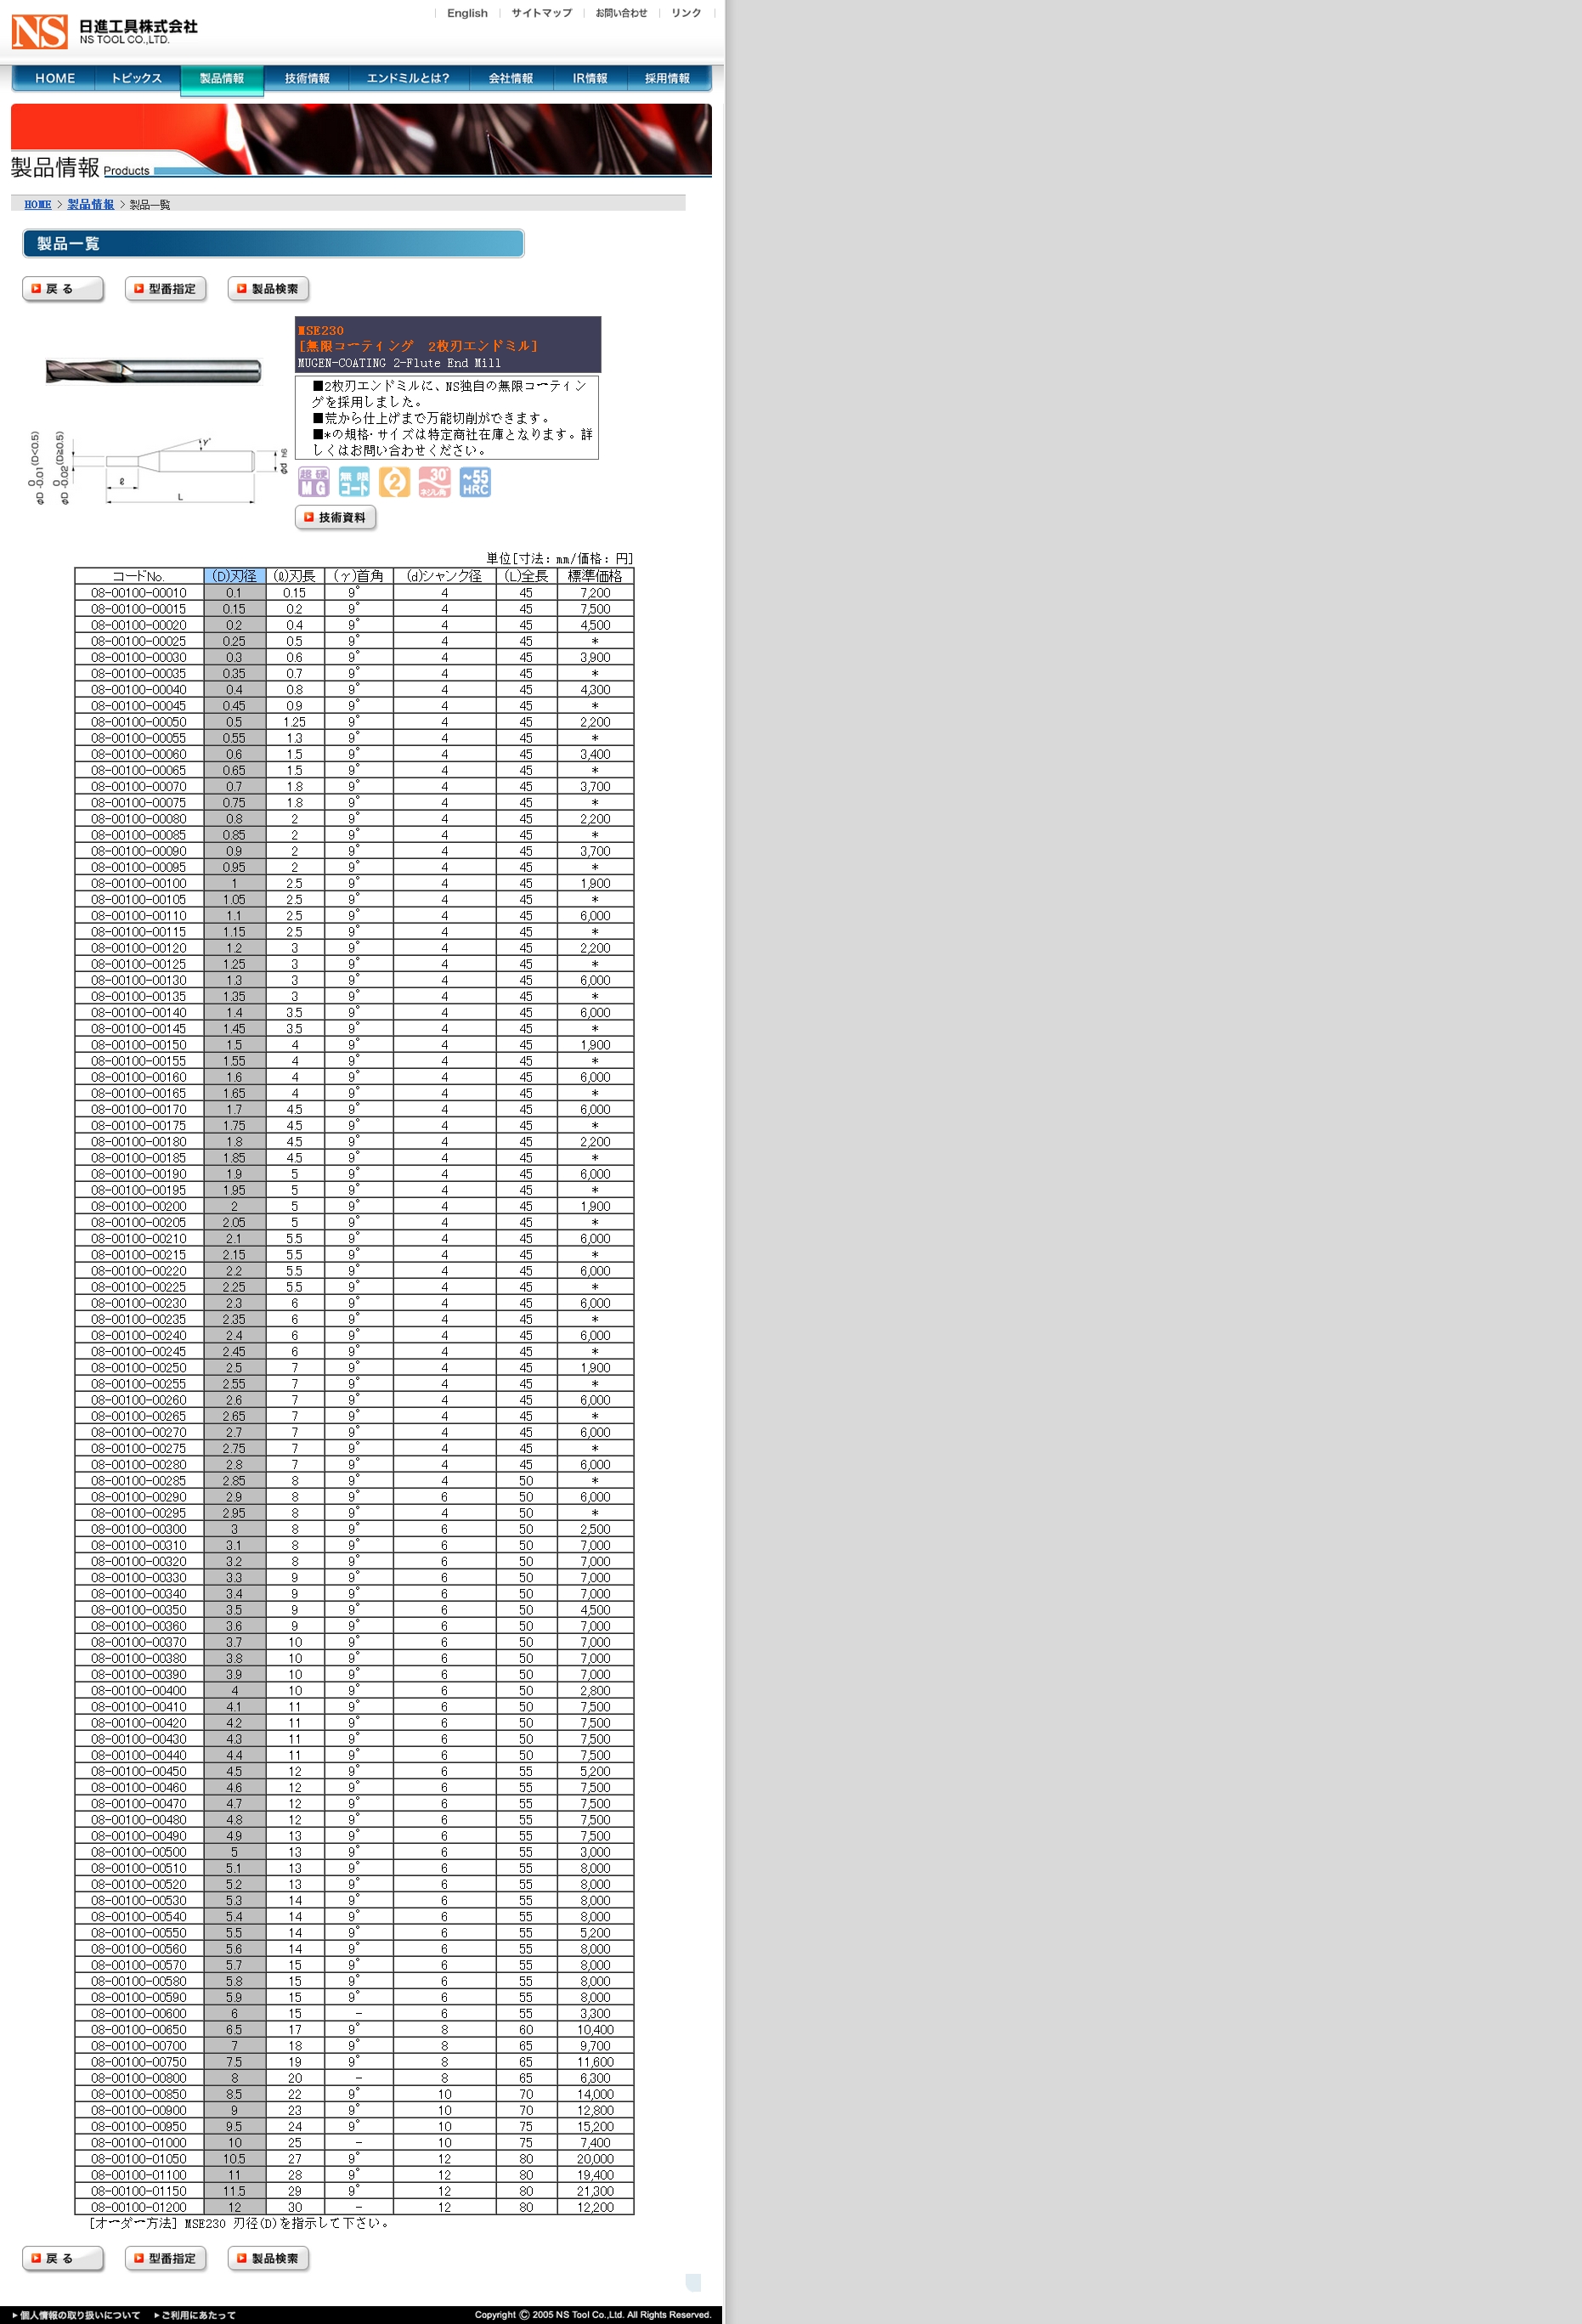 English サイトマップ お問い合わせ リンク
NS 日進工具株式会社
NS TOOL CO.,LTD.
HOME トピックス 製品情報 技術情報 エンドミルとは? 会社情報 IR情報 採用情報
製品情報 Products
HOME > 製品情報 > 製品一覧
製品一覧
戻る 型番指定 製品検索
MSE230
[無限コーティング 2枚刃エンドミル]
MUGEN-COATING 2-Flute End Mill
■2枚刃エンドミルに、NS独自の無限コーティン
グを採用しました。
■荒から仕上げまで万能切削ができます。
■*の規格・サイズは特定商社在庫となります。詳
しくはお問い合わせください。
0
φD -0.01 (D<0.5)
0
φD -0.02 (D≧0.5)
γ°
ℓ
L
φd h6
超硬 MG
無限 コート
2
30° ネジレ角
~55 HRC
技術資料
単位[寸法:mm/価格:円]
コードNo. (D)刃径 (ℓ)刃長 (γ)首角 (d)シャンク径 (L)全長 標準価格
08-00100-00010 0.1 0.15 9° 4 45 7,200
08-00100-00015 0.15 0.2 9° 4 45 7,500
08-00100-00020 0.2 0.4 9° 4 45 4,500
08-00100-00025 0.25 0.5 9° 4 45 *
08-00100-00030 0.3 0.6 9° 4 45 3,900
08-00100-00035 0.35 0.7 9° 4 45 *
08-00100-00040 0.4 0.8 9° 4 45 4,300
08-00100-00045 0.45 0.9 9° 4 45 *
08-00100-00050 0.5 1.25 9° 4 45 2,200
08-00100-00055 0.55 1.3 9° 4 45 *
08-00100-00060 0.6 1.5 9° 4 45 3,400
08-00100-00065 0.65 1.5 9° 4 45 *
08-00100-00070 0.7 1.8 9° 4 45 3,700
08-00100-00075 0.75 1.8 9° 4 45 *
08-00100-00080 0.8 2 9° 4 45 2,200
08-00100-00085 0.85 2 9° 4 45 *
08-00100-00090 0.9 2 9° 4 45 3,700
08-00100-00095 0.95 2 9° 4 45 *
08-00100-00100 1 2.5 9° 4 45 1,900
08-00100-00105 1.05 2.5 9° 4 45 *
08-00100-00110 1.1 2.5 9° 4 45 6,000
08-00100-00115 1.15 2.5 9° 4 45 *
08-00100-00120 1.2 3 9° 4 45 2,200
08-00100-00125 1.25 3 9° 4 45 *
08-00100-00130 1.3 3 9° 4 45 6,000
08-00100-00135 1.35 3 9° 4 45 *
08-00100-00140 1.4 3.5 9° 4 45 6,000
08-00100-00145 1.45 3.5 9° 4 45 *
08-00100-00150 1.5 4 9° 4 45 1,900
08-00100-00155 1.55 4 9° 4 45 *
08-00100-00160 1.6 4 9° 4 45 6,000
08-00100-00165 1.65 4 9° 4 45 *
08-00100-00170 1.7 4.5 9° 4 45 6,000
08-00100-00175 1.75 4.5 9° 4 45 *
08-00100-00180 1.8 4.5 9° 4 45 2,200
08-00100-00185 1.85 4.5 9° 4 45 *
08-00100-00190 1.9 5 9° 4 45 6,000
08-00100-00195 1.95 5 9° 4 45 *
08-00100-00200 2 5 9° 4 45 1,900
08-00100-00205 2.05 5 9° 4 45 *
08-00100-00210 2.1 5.5 9° 4 45 6,000
08-00100-00215 2.15 5.5 9° 4 45 *
08-00100-00220 2.2 5.5 9° 4 45 6,000
08-00100-00225 2.25 5.5 9° 4 45 *
08-00100-00230 2.3 6 9° 4 45 6,000
08-00100-00235 2.35 6 9° 4 45 *
08-00100-00240 2.4 6 9° 4 45 6,000
08-00100-00245 2.45 6 9° 4 45 *
08-00100-00250 2.5 7 9° 4 45 1,900
08-00100-00255 2.55 7 9° 4 45 *
08-00100-00260 2.6 7 9° 4 45 6,000
08-00100-00265 2.65 7 9° 4 45 *
08-00100-00270 2.7 7 9° 4 45 6,000
08-00100-00275 2.75 7 9° 4 45 *
08-00100-00280 2.8 7 9° 4 45 6,000
08-00100-00285 2.85 8 9° 4 50 *
08-00100-00290 2.9 8 9° 6 50 6,000
08-00100-00295 2.95 8 9° 4 50 *
08-00100-00300 3 8 9° 6 50 2,500
08-00100-00310 3.1 8 9° 6 50 7,000
08-00100-00320 3.2 8 9° 6 50 7,000
08-00100-00330 3.3 9 9° 6 50 7,000
08-00100-00340 3.4 9 9° 6 50 7,000
08-00100-00350 3.5 9 9° 6 50 4,500
08-00100-00360 3.6 9 9° 6 50 7,000
08-00100-00370 3.7 10 9° 6 50 7,000
08-00100-00380 3.8 10 9° 6 50 7,000
08-00100-00390 3.9 10 9° 6 50 7,000
08-00100-00400 4 10 9° 6 50 2,800
08-00100-00410 4.1 11 9° 6 50 7,500
08-00100-00420 4.2 11 9° 6 50 7,500
08-00100-00430 4.3 11 9° 6 50 7,500
08-00100-00440 4.4 11 9° 6 50 7,500
08-00100-00450 4.5 12 9° 6 55 5,200
08-00100-00460 4.6 12 9° 6 55 7,500
08-00100-00470 4.7 12 9° 6 55 7,500
08-00100-00480 4.8 12 9° 6 55 7,500
08-00100-00490 4.9 13 9° 6 55 7,500
08-00100-00500 5 13 9° 6 55 3,000
08-00100-00510 5.1 13 9° 6 55 8,000
08-00100-00520 5.2 13 9° 6 55 8,000
08-00100-00530 5.3 14 9° 6 55 8,000
08-00100-00540 5.4 14 9° 6 55 8,000
08-00100-00550 5.5 14 9° 6 55 5,200
08-00100-00560 5.6 14 9° 6 55 8,000
08-00100-00570 5.7 15 9° 6 55 8,000
08-00100-00580 5.8 15 9° 6 55 8,000
08-00100-00590 5.9 15 9° 6 55 8,000
08-00100-00600 6 15 - 6 55 3,300
08-00100-00650 6.5 17 9° 8 60 10,400
08-00100-00700 7 18 9° 8 65 9,700
08-00100-00750 7.5 19 9° 8 65 11,600
08-00100-00800 8 20 - 8 65 6,300
08-00100-00850 8.5 22 9° 10 70 14,000
08-00100-00900 9 23 9° 10 70 12,800
08-00100-00950 9.5 24 9° 10 75 15,200
08-00100-01000 10 25 - 10 75 7,400
08-00100-01050 10.5 27 9° 12 80 20,000
08-00100-01100 11 28 9° 12 80 19,400
08-00100-01150 11.5 29 9° 12 80 21,300
08-00100-01200 12 30 - 12 80 12,200
[オーダー方法] MSE230 刃径(D)を指示して下さい。
戻る 型番指定 製品検索
個人情報の取り扱いについて ご利用にあたって Copyright © 2005 NS Tool Co.,Ltd. All Rights Reserved.